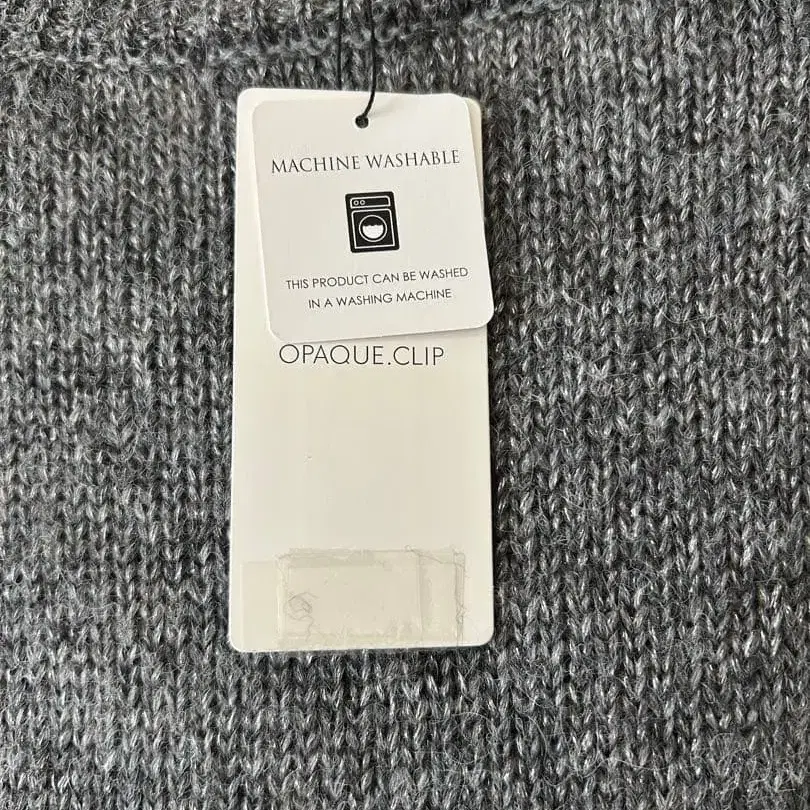 MACHINE WASHABLE
THIS PRODUCT CAN BE WASHED
IN A WASHING MACHINE
OPAQUE.CLIP